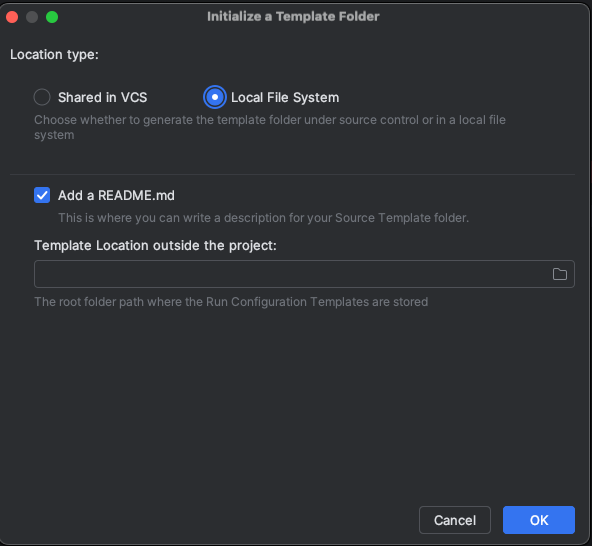 Initialize a Template Folder
Location type:
Shared in VCS
Local File System
Choose whether to generate the template folder under source control or in a local file
system
Add a README.md
This is where you can write a description for your Source Template folder.
Template Location outside the project:
The root folder path where the Run Configuration Templates are stored
Cancel
OK